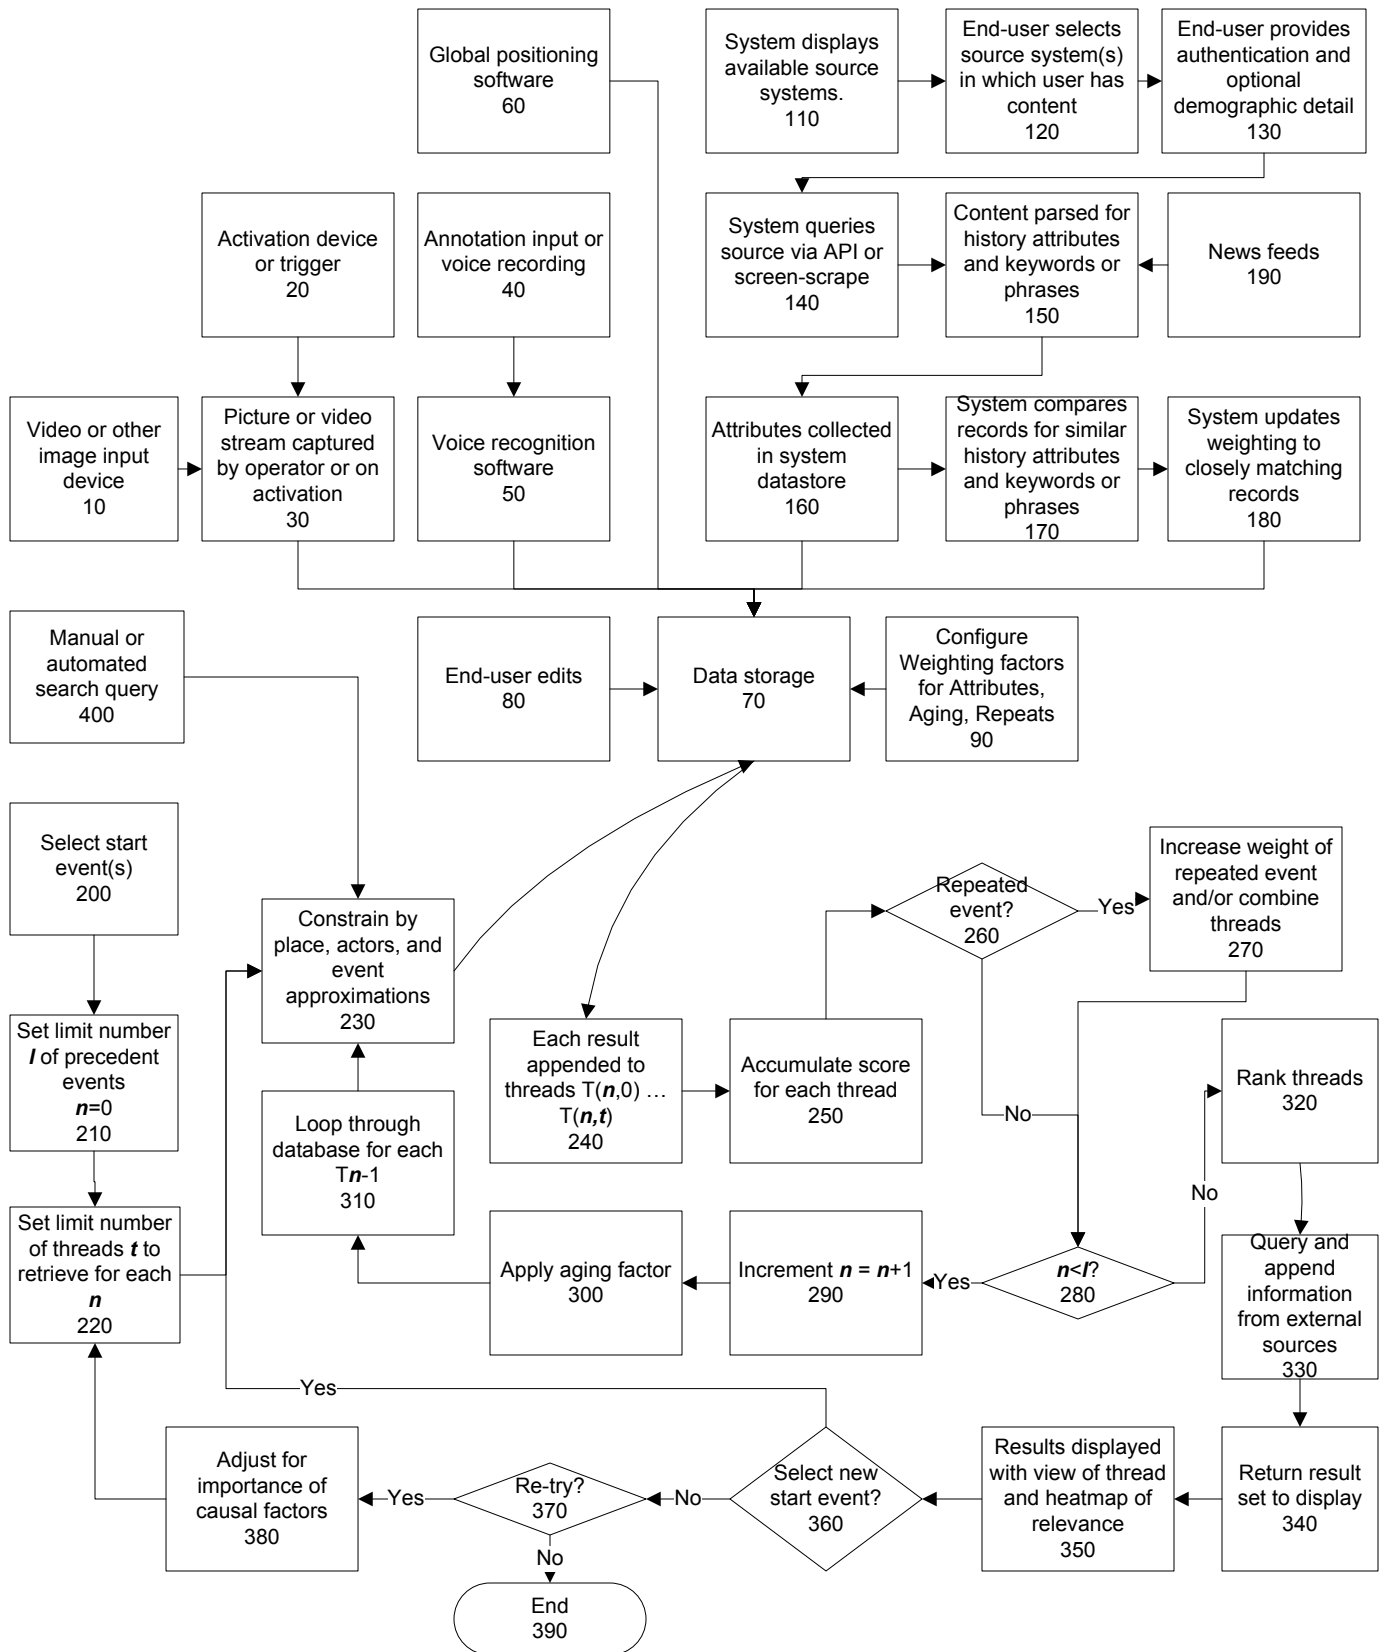 Global positioning
software
60
System displays
available source
systems.
110
End-user selects
source system(s)
in which user has
content
120
End-user provides
authentication and
optional
demographic detail
130
Activation device
or trigger
20
Annotation input or
voice recording
40
System queries
source via API or
screen-scrape
140
Content parsed for
history attributes
and keywords or
phrases
150
News feeds
190
Video or other
image input
device
10
Picture or video
stream captured
by operator or on
activation
30
Voice recognition
software
50
Attributes collected
in system
datastore
160
System compares
records for similar
history attributes
and keywords or
phrases
170
System updates
weighting to
closely matching
records
180
Manual or
automated
search query
400
End-user edits
80
Data storage
70
Configure
Weighting factors
for Attributes,
Aging, Repeats
90
Select start
event(s)
200
Constrain by
place, actors, and
event
approximations
230
Repeated
event?
260
Yes
Increase weight of
repeated event
and/or combine
threads
270
Set limit number
l of precedent
events
n=0
210
Loop through
database for each
Tn-1
310
Each result
appended to
threads T(n,0) …
T(n,t)
240
Accumulate score
for each thread
250
No
Rank threads
320
No
Set limit number
of threads t to
retrieve for each
n
220
Apply aging factor
300
Increment n = n+1
290
Yes
n<l?
280
Query and
append
information
from external
sources
330
Yes
Adjust for
importance of
causal factors
380
Yes
Re-try?
370
No
Select new
start event?
360
Results displayed
with view of thread
and heatmap of
relevance
350
Return result
set to display
340
No
End
390